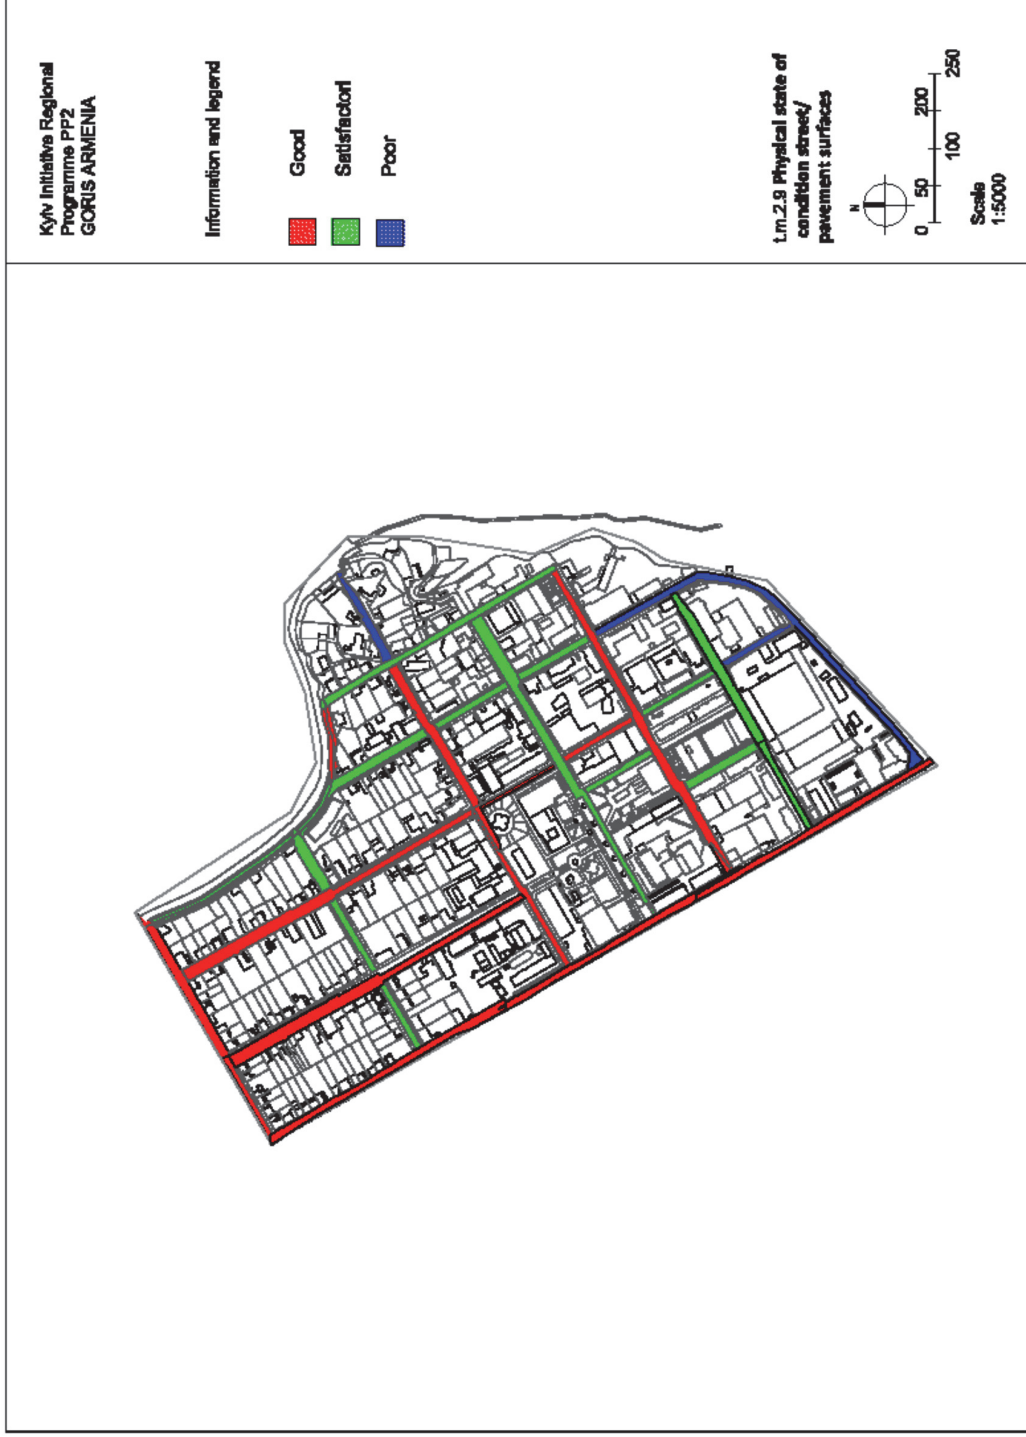 Kyiv Initiative Regional
Programme PP2
GORIS ARMENIA
Information and legend
Good
Satisfactori
Poor
t.m.2.9 Physical state of
condition street/
pavement surfaces
N
0 50 100 200 250
Scale
1:5000